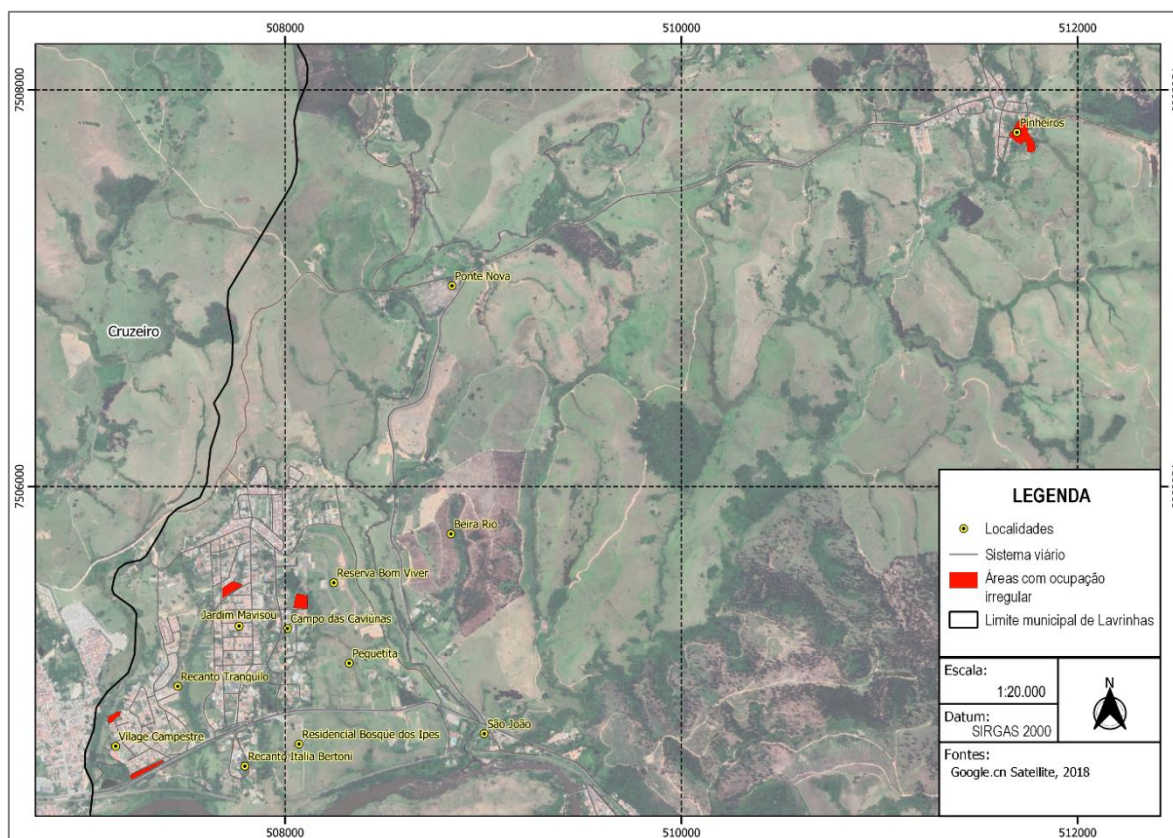 508000
510000
512000
7508000
Pinheiros
Ponte Nova
Cruzeiro
7506000
Beira Rio
Reserva Bom Viver
Jardim Mavisou
Campo das Caviúnas
Pequetita
Recanto Tranquilo
São João
Vilage Campestre
Residencial Bosque dos Ipes
Recanto Italia Bertoni
508000
510000
512000
LEGENDA
Localidades
Sistema viário
Áreas com ocupação
irregular
Limite municipal de Lavrinhas
Escala:
1:20.000
Datum:
SIRGAS 2000
N
Fontes:
Google.cn Satellite, 2018